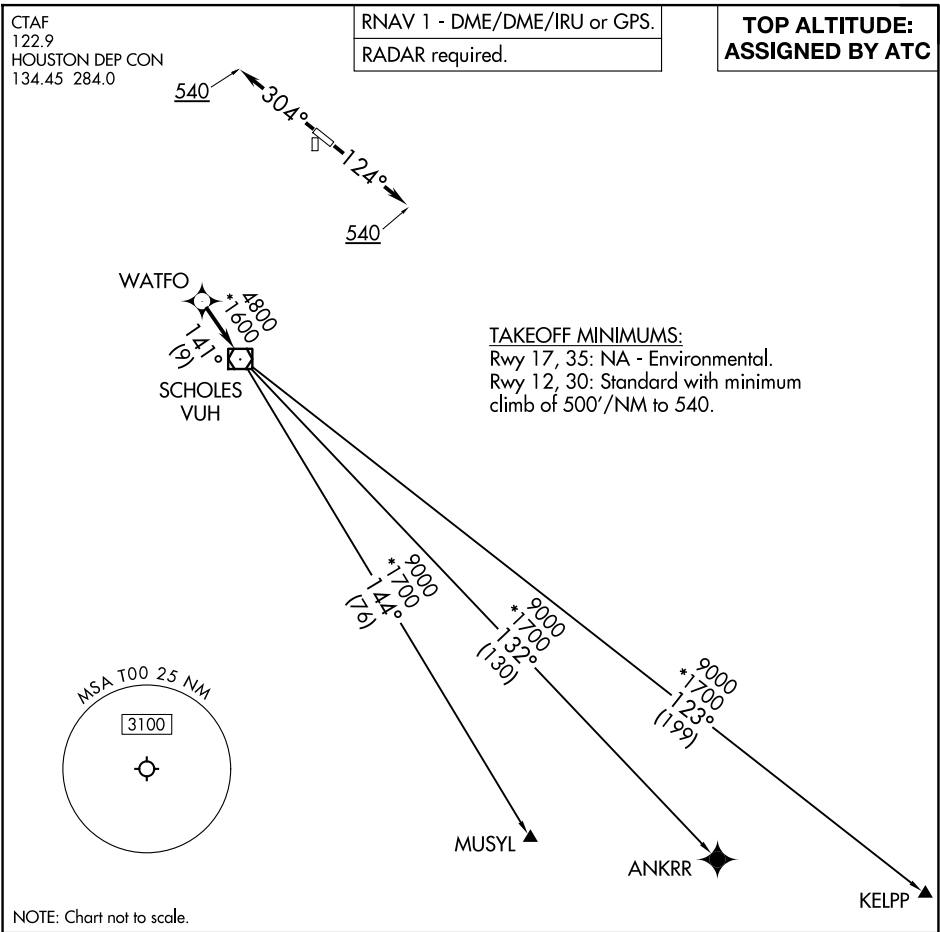 CTAF
122.9
HOUSTON DEP CON
134.45 284.0
RNAV 1 - DME/DME/IRU or GPS.
RADAR required.
TOP ALTITUDE:
ASSIGNED BY ATC
540
304°
124°
540
WATFO
4800
*1600
141°
(9)
SCHOLES
VUH
TAKEOFF MINIMUMS:
Rwy 17, 35: NA - Environmental.
Rwy 12, 30: Standard with minimum
climb of 500'/NM to 540.
9000
*1700
144°
(76)
9000
*1700
132°
(130)
9000
*1700
123°
(199)
MSA T00 25 NM
3100
MUSYL
ANKRR
KELPP
NOTE: Chart not to scale.